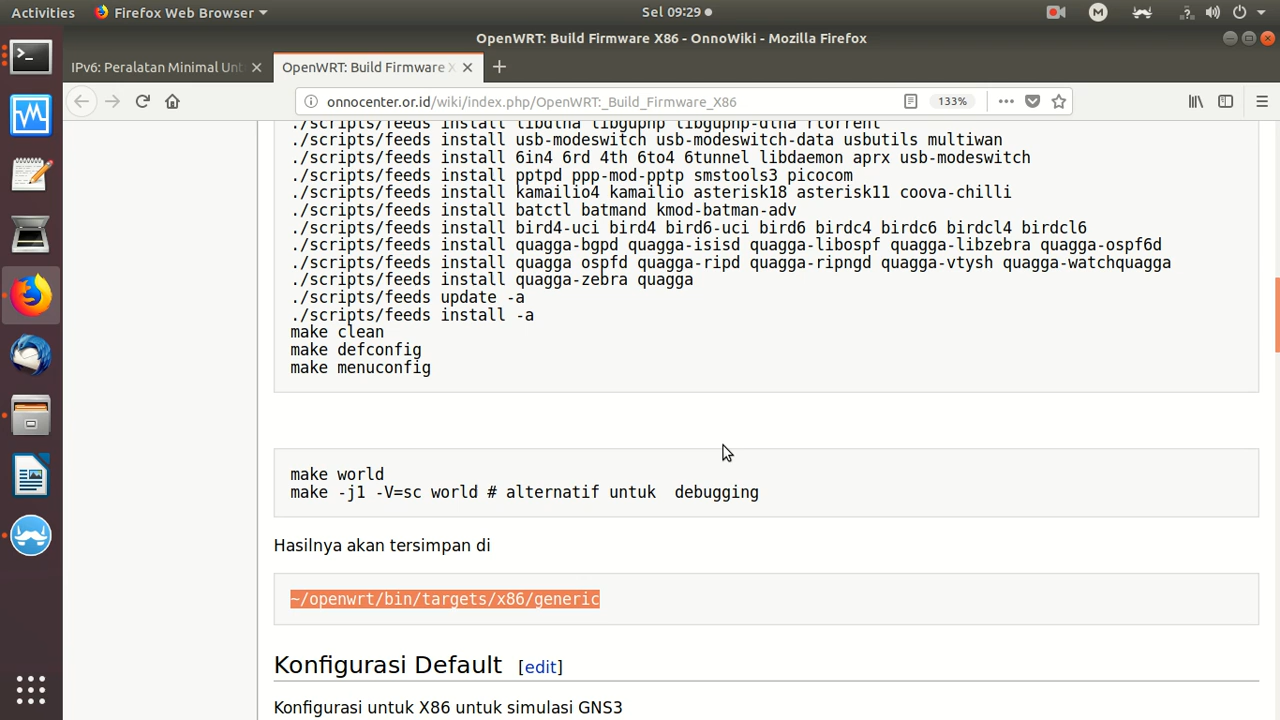 Activities
Firefox Web Browser
Sel 09:29
OpenWRT: Build Firmware X86 - OnnoWiki - Mozilla Firefox
IPv6: Peralatan Minimal Unt
OpenWRT: Build Firmware X
onnocenter.or.id/wiki/index.php/OpenWRT:_Build_Firmware_X86
133%
./scripts/feeds install libdlna libgupnp libgupnp-dlna rtorrent
./scripts/feeds install usb-modeswitch usb-modeswitch-data usbutils multiwan
./scripts/feeds install 6in4 6rd 4th 6to4 6tunnel libdaemon aprx usb-modeswitch
./scripts/feeds install pptpd ppp-mod-pptp smstools3 picocom
./scripts/feeds install kamailio4 kamailio asterisk18 asterisk11 coova-chilli
./scripts/feeds install batctl batmand kmod-batman-adv
./scripts/feeds install bird4-uci bird4 bird6-uci bird6 birdc4 birdc6 birdcl4 birdcl6
./scripts/feeds install quagga-bgpd quagga-isisd quagga-libospf quagga-libzebra quagga-ospf6d
./scripts/feeds install quagga ospfd quagga-ripd quagga-ripngd quagga-vtysh quagga-watchquagga
./scripts/feeds install quagga-zebra quagga
./scripts/feeds update -a
./scripts/feeds install -a
make clean
make defconfig
make menuconfig
make world
make -j1 -V=sc world # alternatif untuk  debugging
Hasilnya akan tersimpan di
~/openwrt/bin/targets/x86/generic
Konfigurasi Default [edit]
Konfigurasi untuk X86 untuk simulasi GNS3